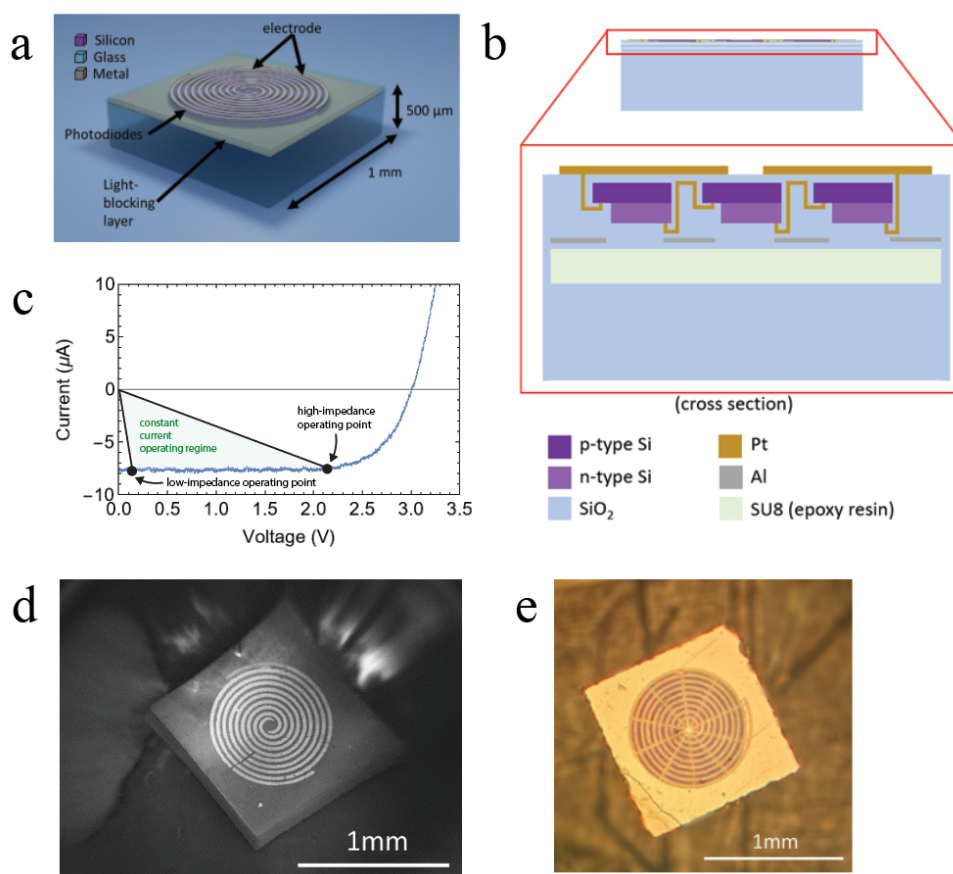 a
Silicon
Glass
Metal
electrode
500 μm
Photodiodes
1 mm
Light-
blocking
layer
b
(cross section)
p-type Si
Pt
n-type Si
Al
SiO2
SU8 (epoxy resin)
c
10
5
0
−5
−10
Current (μA)
high-impedance
operating point
constant
current
operating regime
low-impedance operating point
0.0 0.5 1.0 1.5 2.0 2.5 3.0 3.5
Voltage (V)
d
1mm
e
1mm